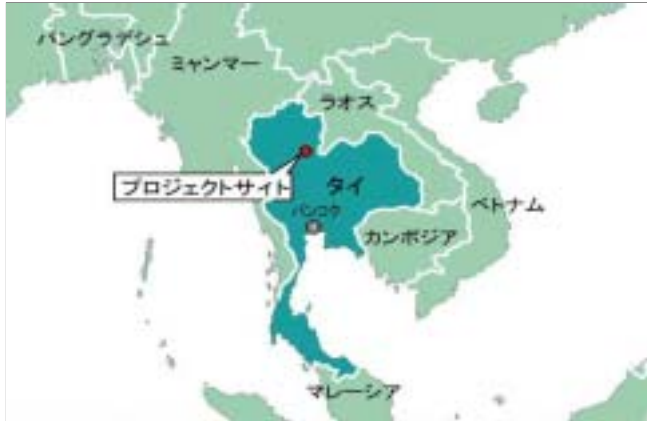 バングラデシュ
ミャンマー
ラオス
プロジェクトサイト
タイ
バンコク
ベトナム
カンボジア
マレーシア